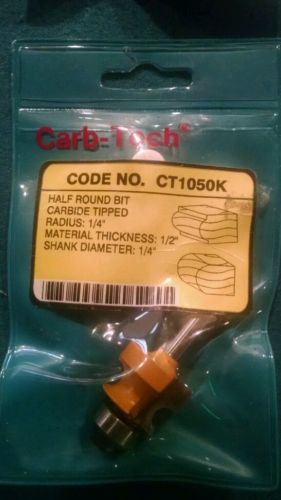 Carb-Tech®
CODE NO. CT1050K
HALF ROUND BIT
CARBIDE TIPPED
RADIUS: 1/4"
MATERIAL THICKNESS: 1/2"
SHANK DIAMETER: 1/4"